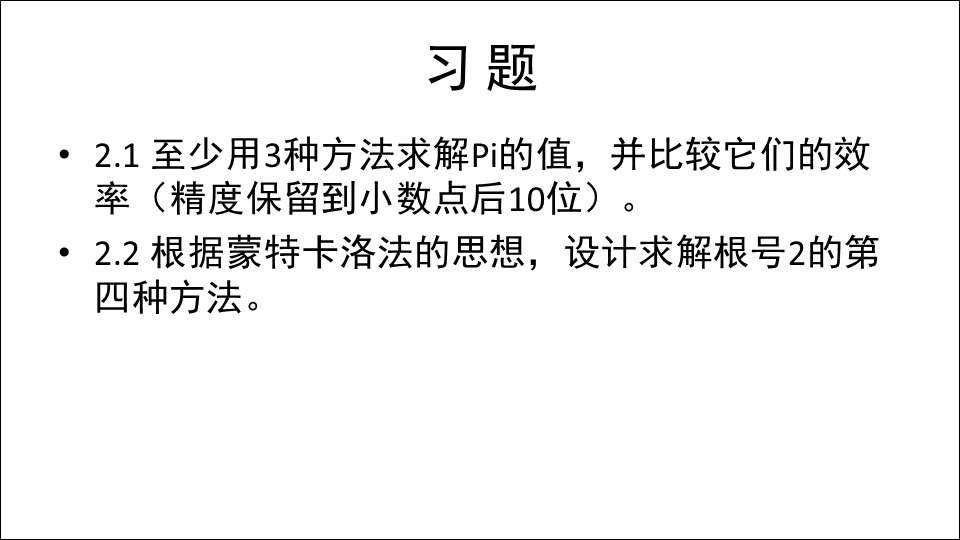 习 题
• 2.1 至少用3种方法求解Pi的值，并比较它们的效
率（精度保留到小数点后10位）。
• 2.2 根据蒙特卡洛法的思想，设计求解根号2的第
四种方法。